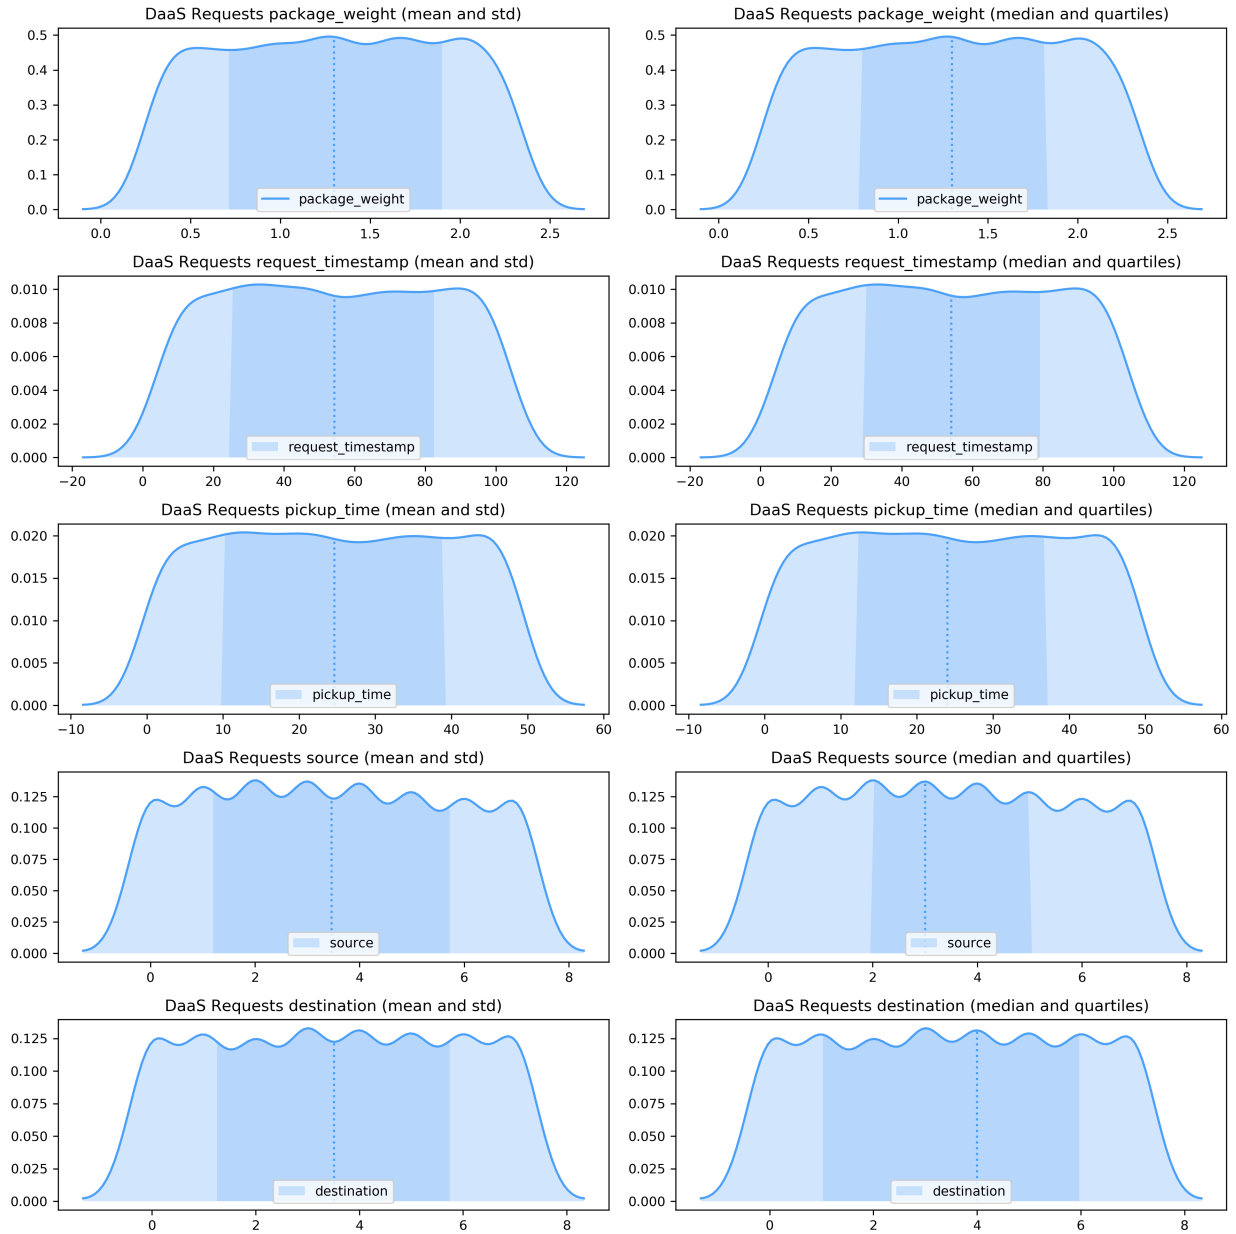 DaaS Requests package_weight (mean and std)
0.5
0.4
0.3
0.2
0.1
0.0
package_weight
0.0 0.5 1.0 1.5 2.0 2.5
DaaS Requests package_weight (median and quartiles)
0.5
0.4
0.3
0.2
0.1
0.0
package_weight
0.0 0.5 1.0 1.5 2.0 2.5
DaaS Requests request_timestamp (mean and std)
0.010
0.008
0.006
0.004
0.002
0.000
request_timestamp
−20 0 20 40 60 80 100 120
DaaS Requests request_timestamp (median and quartiles)
0.010
0.008
0.006
0.004
0.002
0.000
request_timestamp
−20 0 20 40 60 80 100 120
DaaS Requests pickup_time (mean and std)
0.020
0.015
0.010
0.005
0.000
pickup_time
−10 0 10 20 30 40 50 60
DaaS Requests pickup_time (median and quartiles)
0.020
0.015
0.010
0.005
0.000
pickup_time
−10 0 10 20 30 40 50 60
DaaS Requests source (mean and std)
0.125
0.100
0.075
0.050
0.025
0.000
source
0 2 4 6 8
DaaS Requests source (median and quartiles)
0.125
0.100
0.075
0.050
0.025
0.000
source
0 2 4 6 8
DaaS Requests destination (mean and std)
0.125
0.100
0.075
0.050
0.025
0.000
destination
0 2 4 6 8
DaaS Requests destination (median and quartiles)
0.125
0.100
0.075
0.050
0.025
0.000
destination
0 2 4 6 8